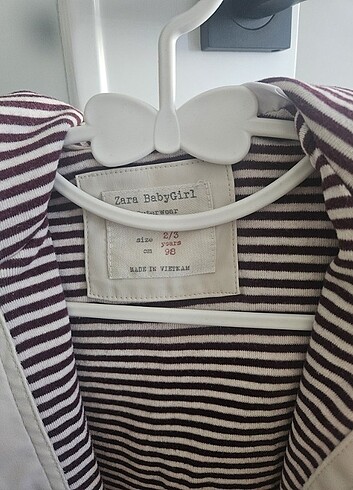 Zara BabyGirl
size 2/3
years
cm 98
MADE IN VIETNAM